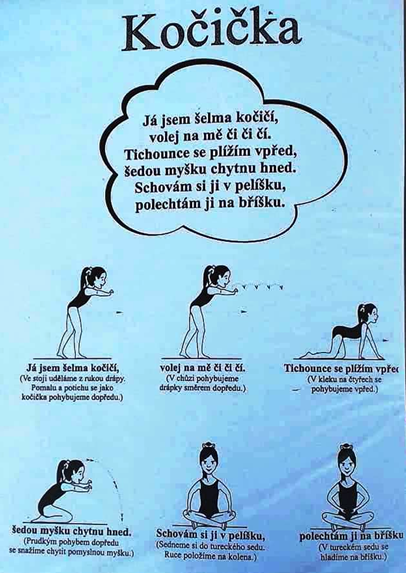 Kočička
Já jsem šelma kočičí,
volej na mě či či čí.
Tichounce se plížím vpřed,
šedou myšku chytnu hned.
Schovám si ji v pelíšku,
polechtám ji na bříšku.
Já jsem šelma kočičí,
(Ve stoji uděláme z rukou drápy.
Pomalu a potichu se jako
kočička pohybujeme dopředu.)
volej na mě či či čí.
(V chůzi pohybujeme
drápky směrem dopředu.)
Tichounce se plížím vpřed
(V kleku na čtyřech se
pohybujeme vpřed.)
šedou myšku chytnu hned.
(Prudkým pohybem dopředu
se snažíme chytit pomyslnou myšku.)
Schovám si ji v pelíšku,
(Sedneme si do tureckého sedu.
Ruce položíme na kolena.)
polechtám ji na bříšku
(V tureckém sedu se
hladíme na bříšku.)